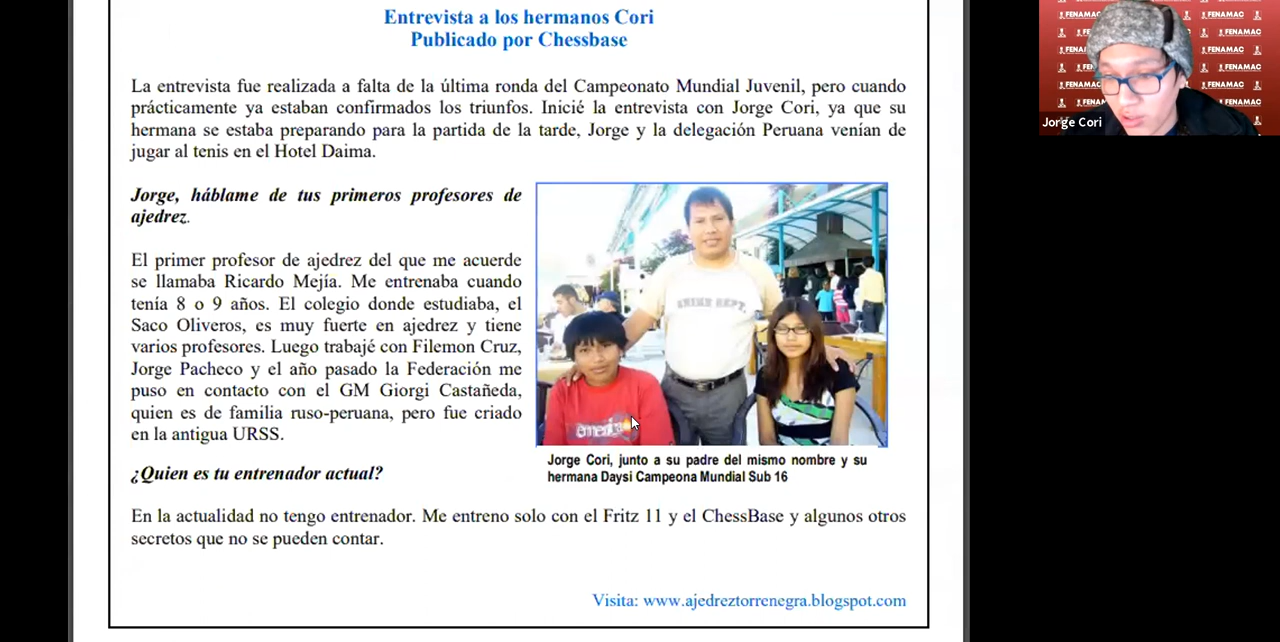 Entrevista a los hermanos Cori
Publicado por Chessbase
La entrevista fue realizada a falta de la última ronda del Campeonato Mundial Juvenil, pero cuando
prácticamente ya estaban confirmados los triunfos. Inicié la entrevista con Jorge Cori, ya que su
hermana se estaba preparando para la partida de la tarde, Jorge y la delegación Peruana venían de
jugar al tenis en el Hotel Daima.
Jorge, háblame de tus primeros profesores de
ajedrez.
El primer profesor de ajedrez del que me acuerde
se llamaba Ricardo Mejía. Me entrenaba cuando
tenía 8 o 9 años. El colegio donde estudiaba, el
Saco Oliveros, es muy fuerte en ajedrez y tiene
varios profesores. Luego trabajé con Filemon Cruz,
Jorge Pacheco y el año pasado la Federación me
puso en contacto con el GM Giorgi Castañeda,
quien es de familia ruso-peruana, pero fue criado
en la antigua URSS.
Jorge Cori, junto a su padre del mismo nombre y su
hermana Daysi Campeona Mundial Sub 16
¿Quien es tu entrenador actual?
En la actualidad no tengo entrenador. Me entreno solo con el Fritz 11 y el ChessBase y algunos otros
secretos que no se pueden contar.
Visita: www.ajedreztorrenegra.blogspot.com
FENAMAC
Jorge Cori